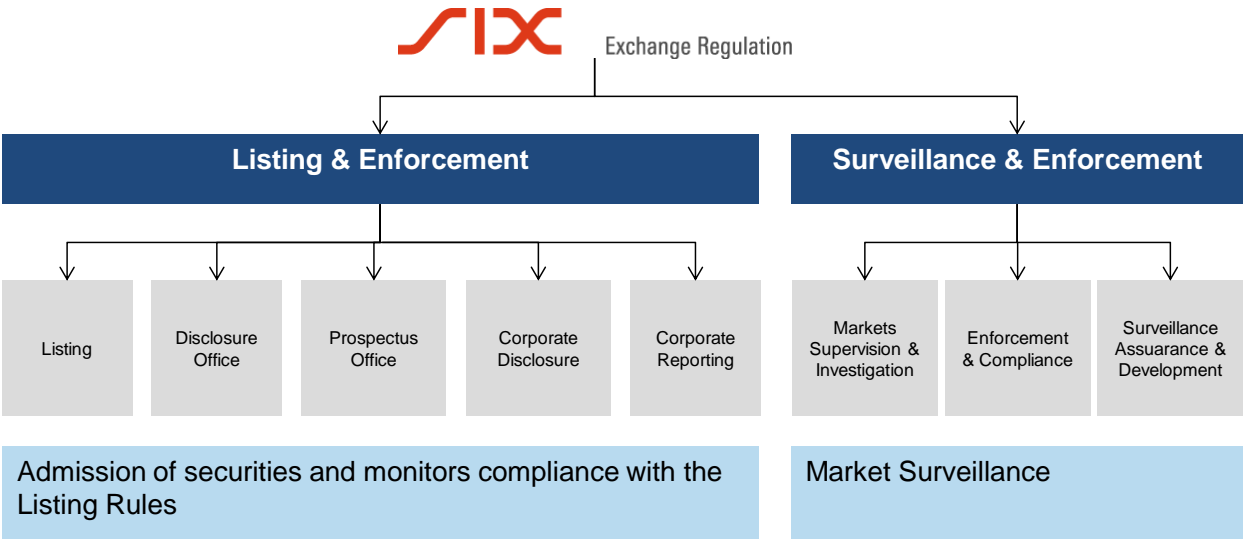 SIX Exchange Regulation
Listing & Enforcement
Surveillance & Enforcement
Listing
Disclosure
Office
Prospectus
Office
Corporate
Disclosure
Corporate
Reporting
Markets
Supervision &
Investigation
Enforcement
& Compliance
Surveillance
Assuarance &
Development
Admission of securities and monitors compliance with the
Listing Rules
Market Surveillance